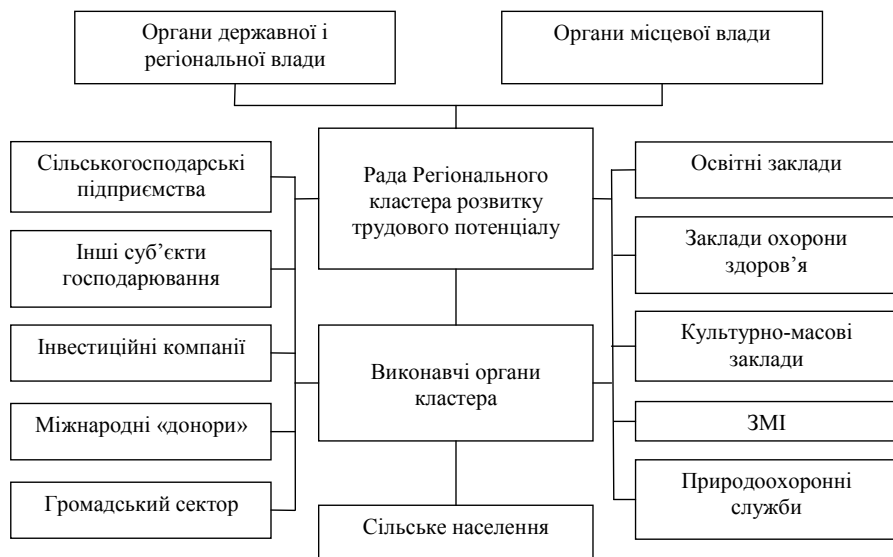 Органи державної і
регіональної влади
Органи місцевої влади
Сільськогосподарські
підприємства
Інші суб’єкти
господарювання
Інвестиційні компанії
Міжнародні «донори»
Громадський сектор
Рада Регіонального
кластера розвитку
трудового потенціалу
Виконавчі органи
кластера
Сільське населення
Освітні заклади
Заклади охорони
здоров’я
Культурно-масові
заклади
ЗМІ
Природоохоронні
служби